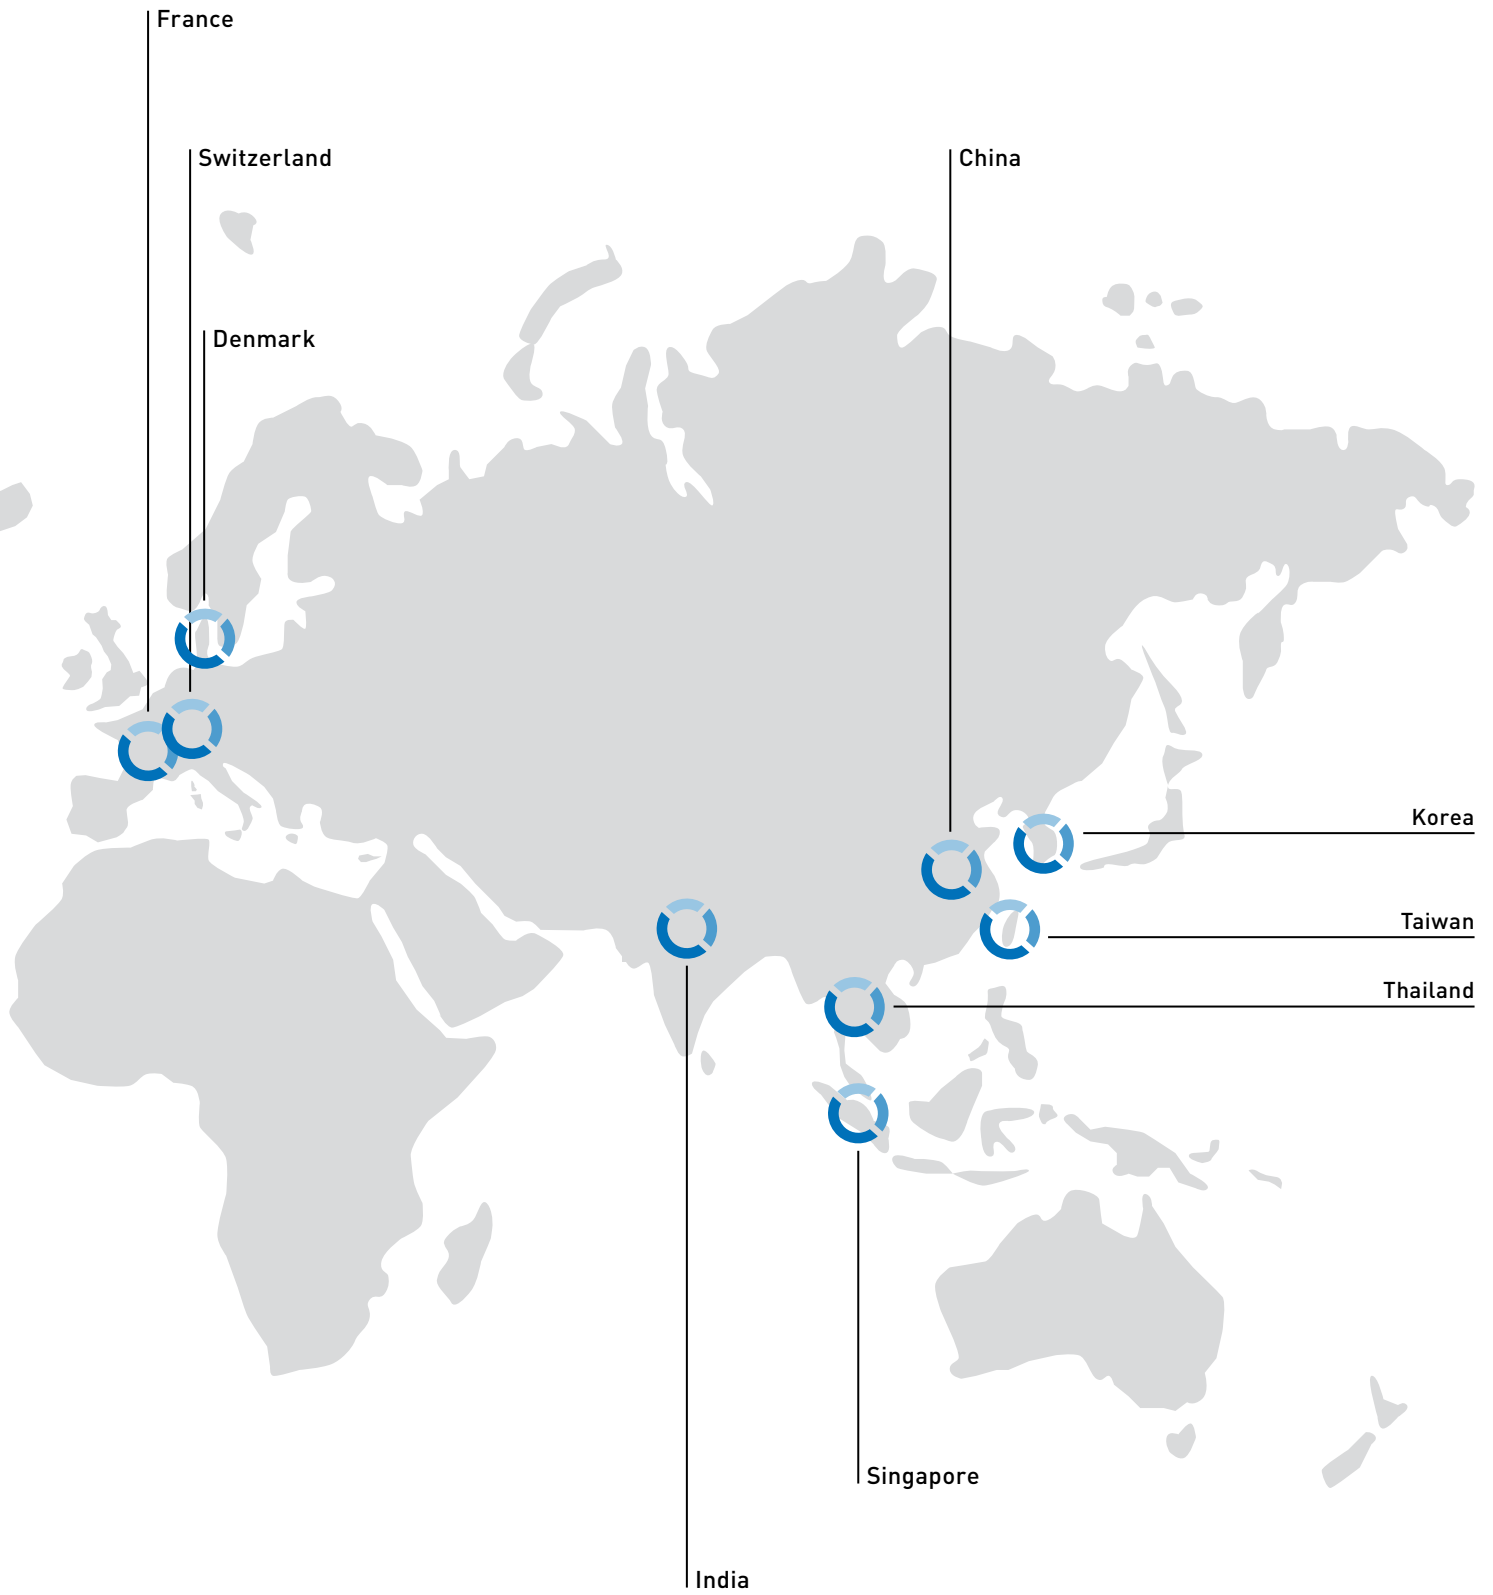 France
Switzerland
China
Denmark
Korea
Taiwan
Thailand
Singapore
India